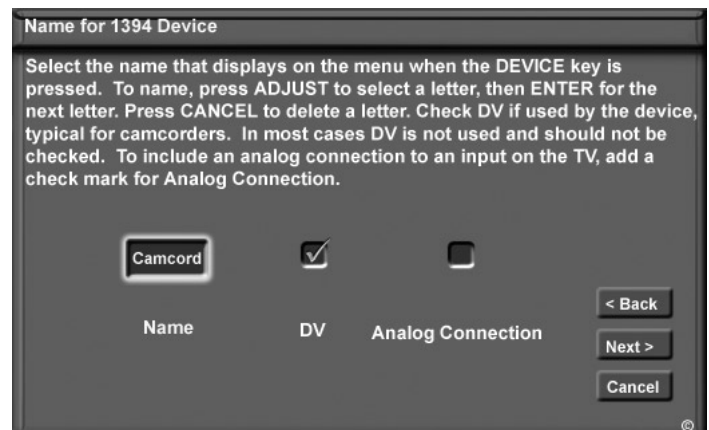 Name for 1394 Device
Select the name that displays on the menu when the DEVICE key is
pressed. To name, press ADJUST to select a letter, then ENTER for the
next letter. Press CANCEL to delete a letter. Check DV if used by the device,
typical for camcorders. In most cases DV is not used and should not be
checked. To include an analog connection to an input on the TV, add a
check mark for Analog Connection.
Camcord
Name
DV
Analog Connection
< Back
Next >
Cancel
©